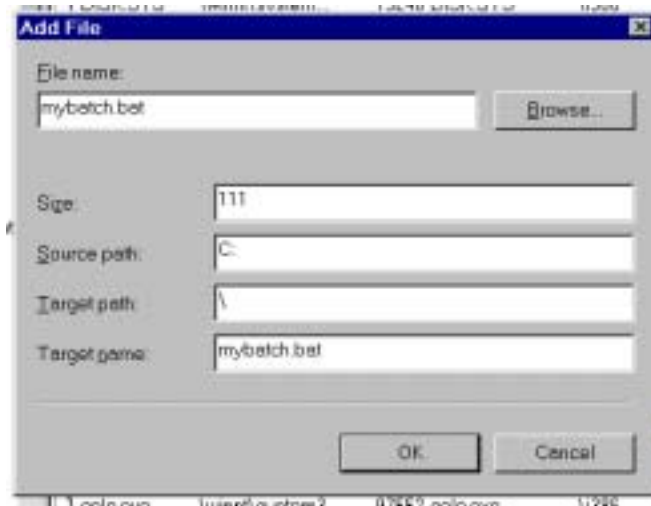 Add File
File name:
mybatch.bat
Browse...
Size:
111
Source path:
C:
Target path:
\
Target name:
mybatch.bat
OK
Cancel